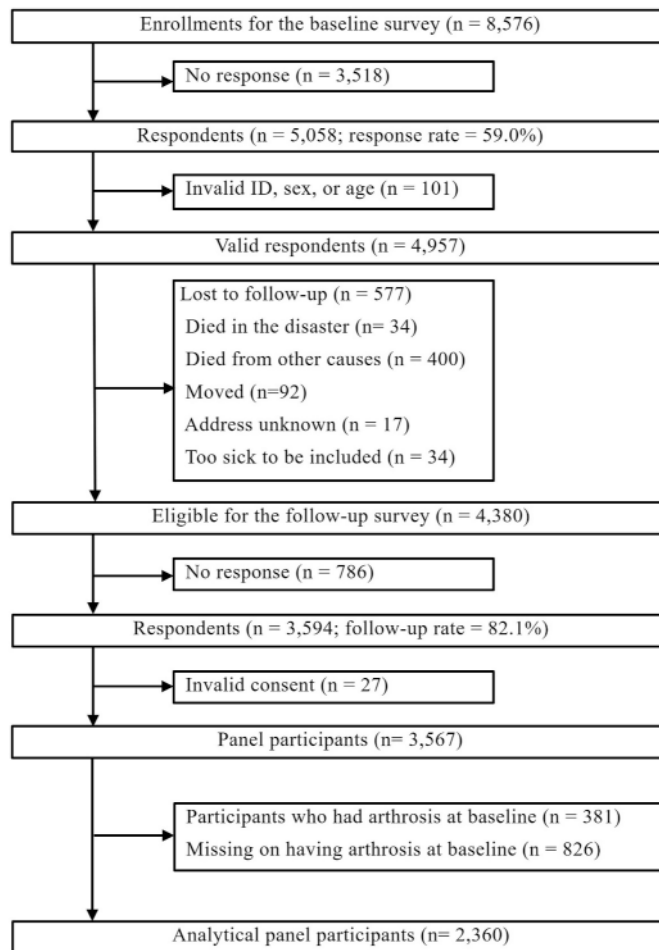 Enrollments for the baseline survey (n = 8,576)
No response (n = 3,518)
Respondents (n = 5,058; response rate = 59.0%)
Invalid ID, sex, or age (n = 101)
Valid respondents (n = 4,957)
Lost to follow-up (n = 577)
Died in the disaster (n= 34)
Died from other causes (n = 400)
Moved (n=92)
Address unknown (n = 17)
Too sick to be included (n = 34)
Eligible for the follow-up survey (n = 4,380)
No response (n = 786)
Respondents (n = 3,594; follow-up rate = 82.1%)
Invalid consent (n = 27)
Panel participants (n= 3,567)
Participants who had arthrosis at baseline (n = 381)
Missing on having arthrosis at baseline (n = 826)
Analytical panel participants (n= 2,360)